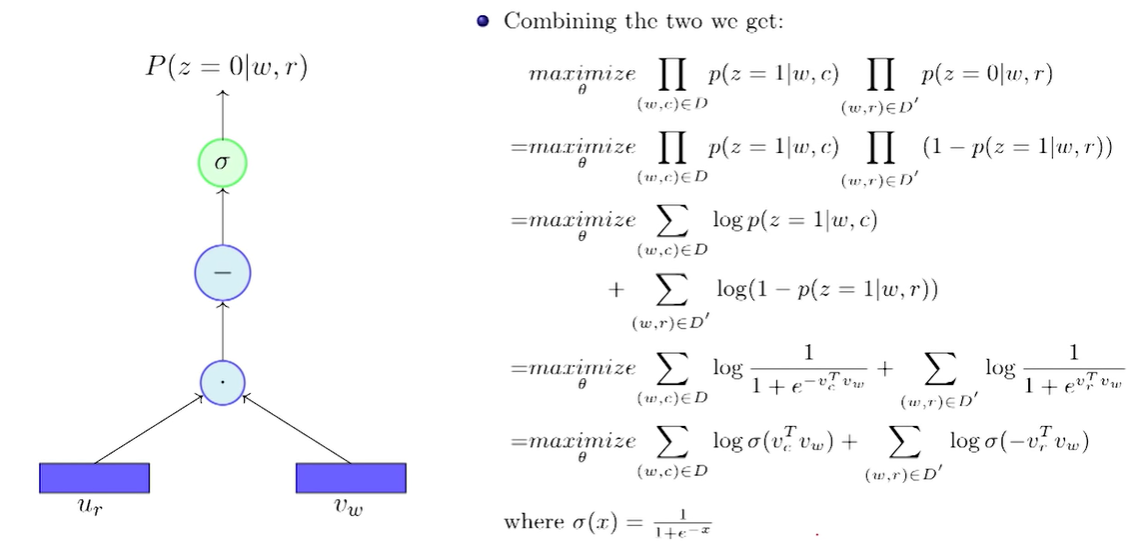 P(z = 0|w, r)
σ
−
·
u_r
v_w
Combining the two we get:
maximize_θ ∏_{(w,c)∈D} p(z = 1|w, c) ∏_{(w,r)∈D′} p(z = 0|w, r)
=maximize_θ ∏_{(w,c)∈D} p(z = 1|w, c) ∏_{(w,r)∈D′} (1 − p(z = 1|w, r))
=maximize_θ ∑_{(w,c)∈D} log p(z = 1|w, c)
+ ∑_{(w,r)∈D′} log(1 − p(z = 1|w, r))
=maximize_θ ∑_{(w,c)∈D} log 1/(1 + e^{−v_c^T v_w}) + ∑_{(w,r)∈D′} log 1/(1 + e^{v_r^T v_w})
=maximize_θ ∑_{(w,c)∈D} log σ(v_c^T v_w) + ∑_{(w,r)∈D′} log σ(−v_r^T v_w)
where σ(x) = 1/(1+e^{−x})